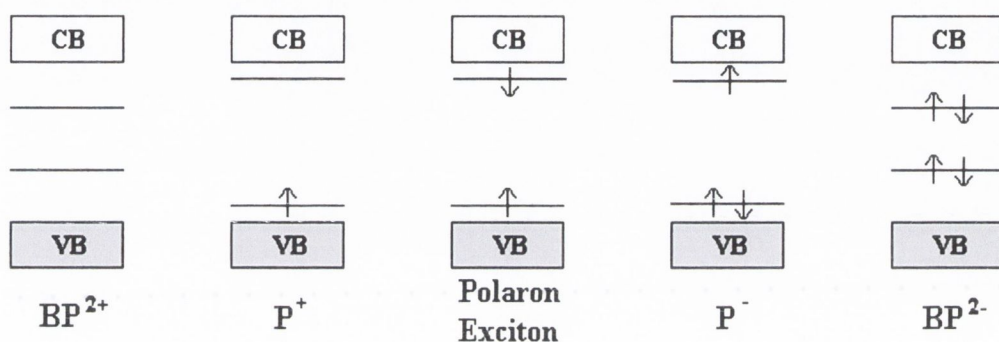 CB CB CB CB CB
VB VB VB VB VB
BP²⁺ P⁺ Polaron Exciton P⁻ BP²⁻